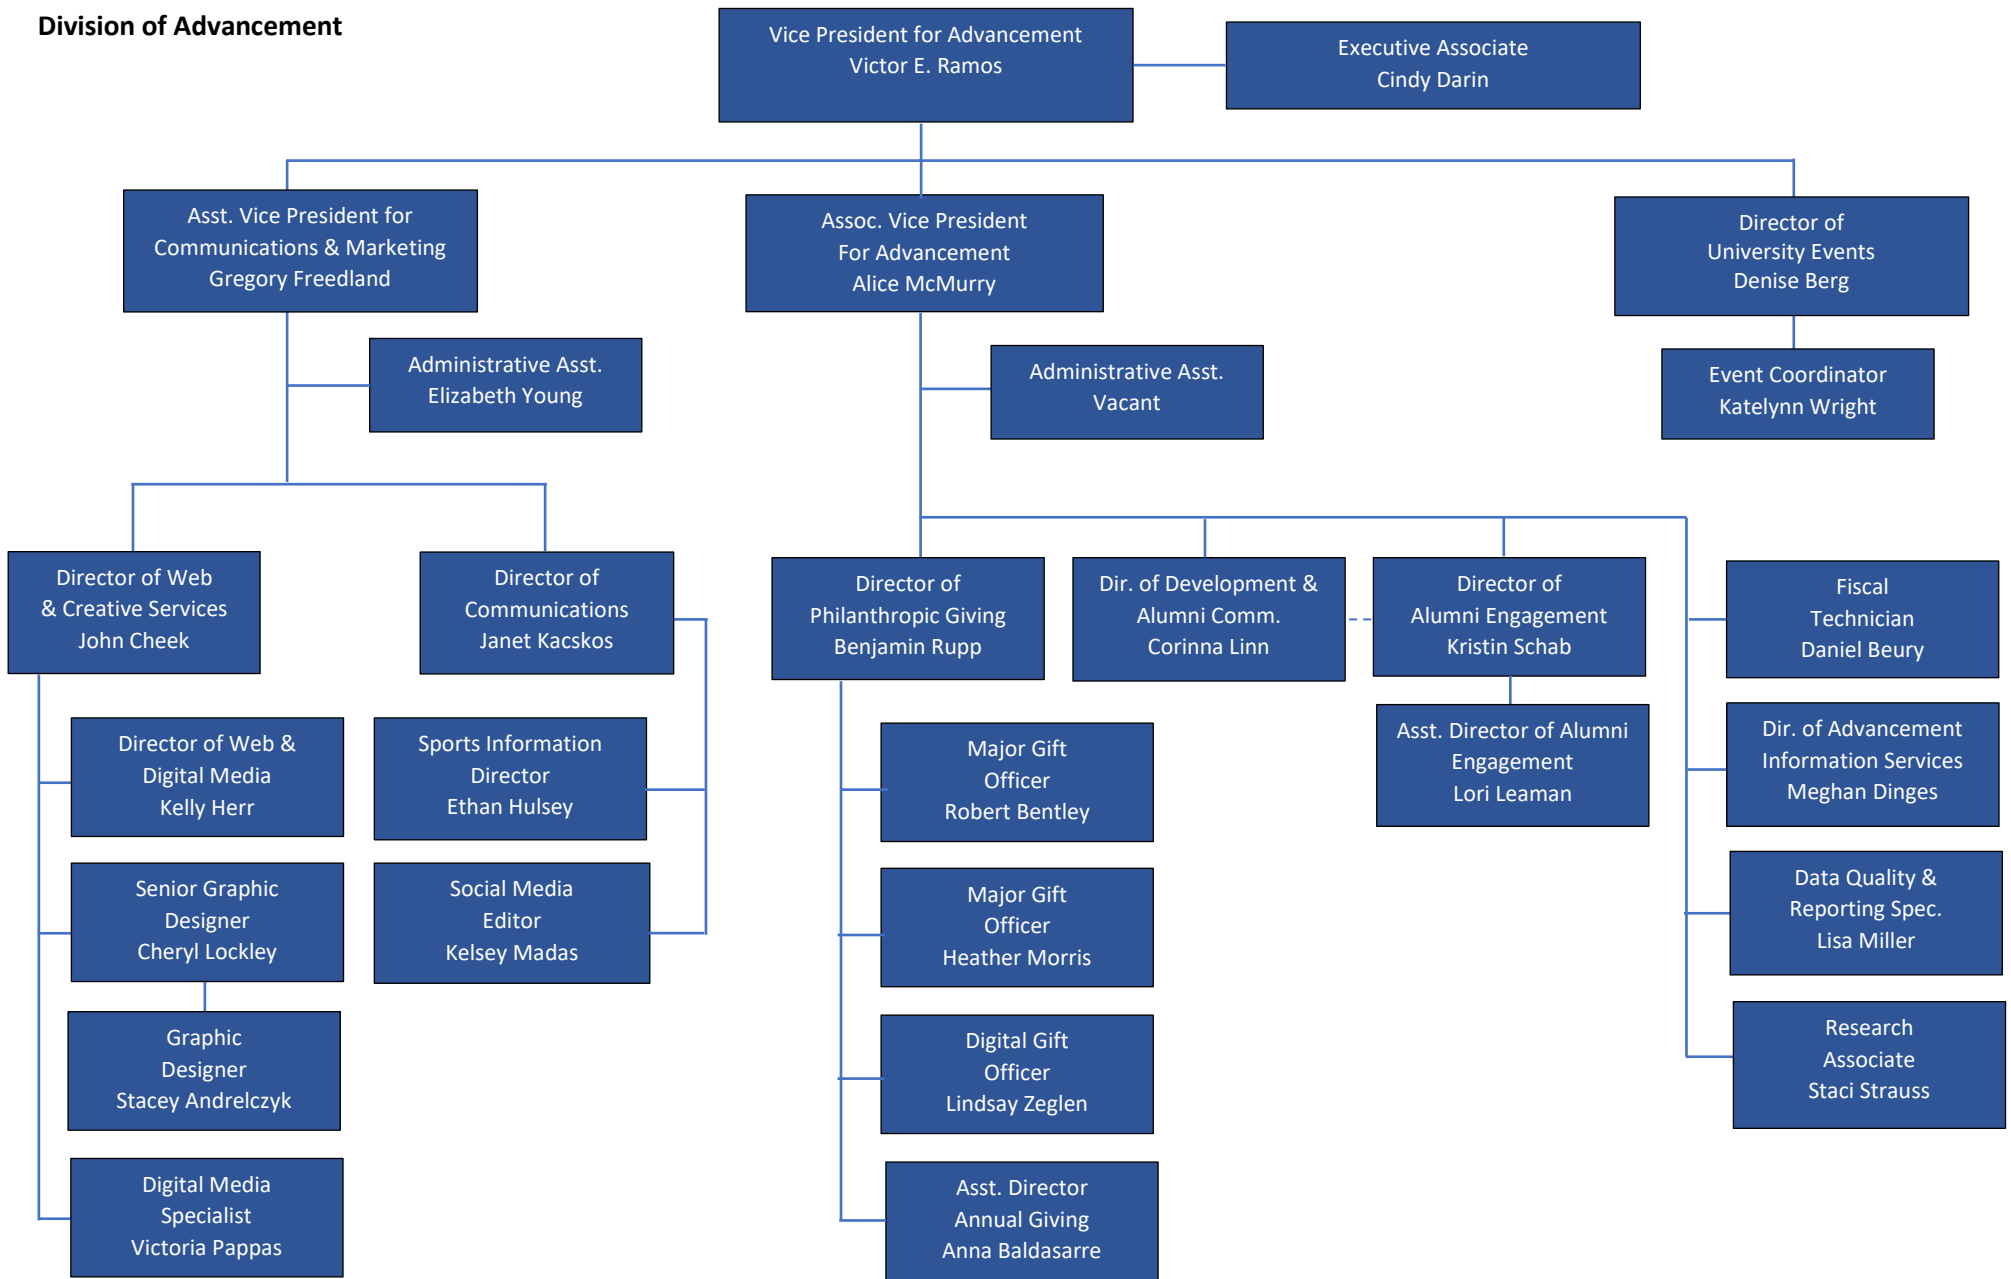 Division of Advancement
Vice President for Advancement
Victor E. Ramos
Executive Associate
Cindy Darin
Asst. Vice President for
Communications & Marketing
Gregory Freedland
Assoc. Vice President
For Advancement
Alice McMurry
Director of
University Events
Denise Berg
Administrative Asst.
Elizabeth Young
Administrative Asst.
Vacant
Event Coordinator
Katelynn Wright
Director of Web
& Creative Services
John Cheek
Director of
Communications
Janet Kacskos
Director of
Philanthropic Giving
Benjamin Rupp
Dir. of Development &
Alumni Comm.
Corinna Linn
Director of
Alumni Engagement
Kristin Schab
Fiscal
Technician
Daniel Beury
Director of Web &
Digital Media
Kelly Herr
Sports Information
Director
Ethan Hulsey
Major Gift
Officer
Robert Bentley
Asst. Director of Alumni
Engagement
Lori Leaman
Dir. of Advancement
Information Services
Meghan Dinges
Senior Graphic
Designer
Cheryl Lockley
Social Media
Editor
Kelsey Madas
Major Gift
Officer
Heather Morris
Data Quality &
Reporting Spec.
Lisa Miller
Graphic
Designer
Stacey Andrelczyk
Digital Gift
Officer
Lindsay Zeglen
Research
Associate
Staci Strauss
Digital Media
Specialist
Victoria Pappas
Asst. Director
Annual Giving
Anna Baldasarre